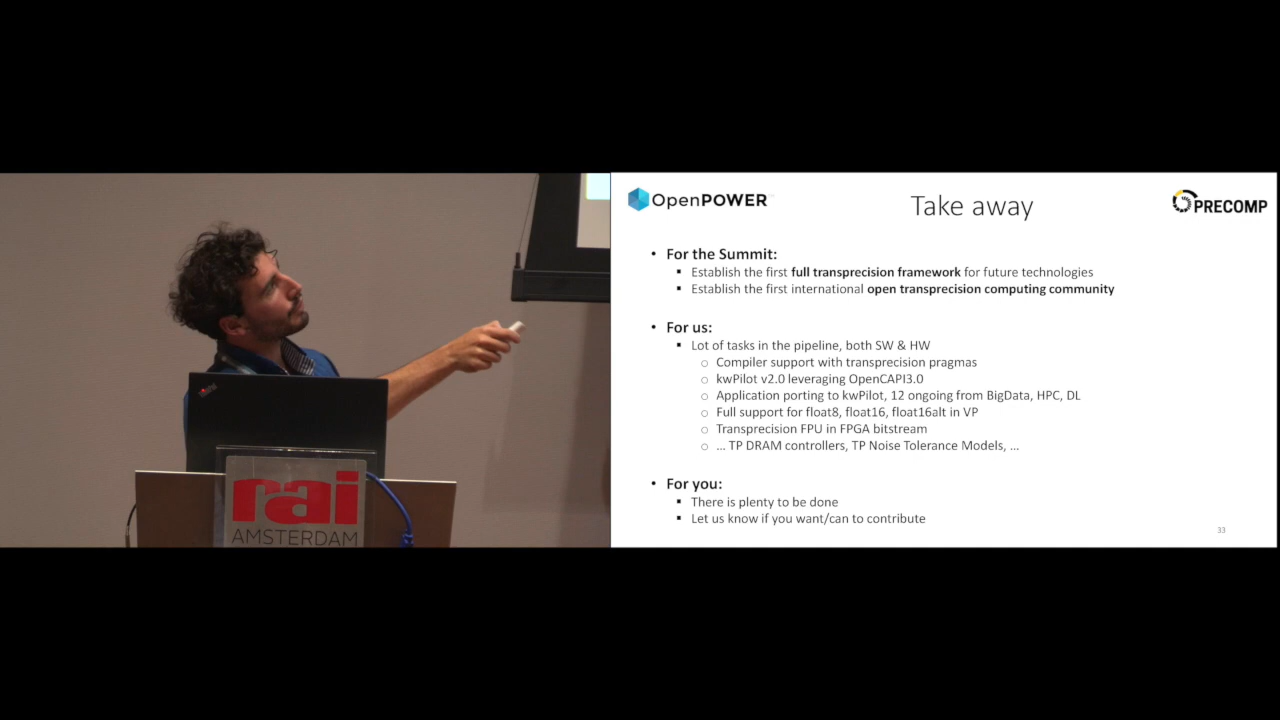 OpenPOWER
Take away
PRECOMP
• For the Summit:
▪ Establish the first full transprecision framework for future technologies
▪ Establish the first international open transprecision computing community
• For us:
▪ Lot of tasks in the pipeline, both SW & HW
○ Compiler support with transprecision pragmas
○ kwPilot v2.0 leveraging OpenCAPI3.0
○ Application porting to kwPilot, 12 ongoing from BigData, HPC, DL
○ Full support for float8, float16, float16alt in VP
○ Transprecision FPU in FPGA bitstream
○ ... TP DRAM controllers, TP Noise Tolerance Models, ...
• For you:
▪ There is plenty to be done
▪ Let us know if you want/can to contribute
33
rai
AMSTERDAM